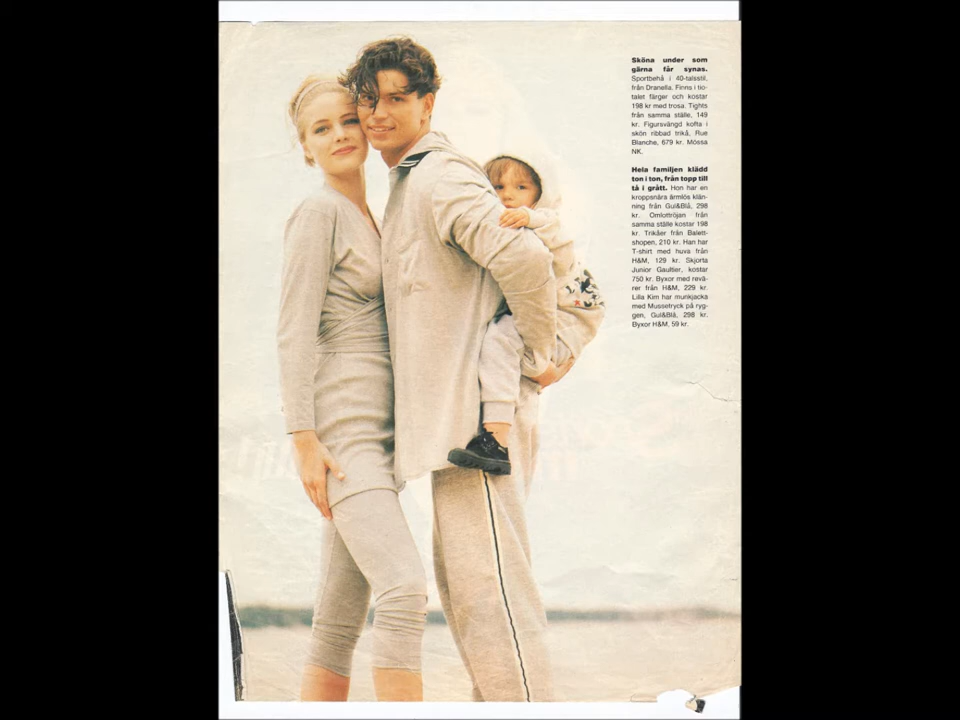 Sköna under som
gärna får synas.
Sportbehå i 40-talsstil,
från Dranella. Finns i tio-
talet färger och kostar
198 kr med trosa. Tights
från samma ställe, 149
kr. Figursvängd kofta i
skön ribbad trikå, Rue
Blanche, 679 kr. Mössa
NK.
Hela familjen klädd
ton i ton, från topp till
tå i grått. Hon har en
kroppsnära ärmlös klän-
ning från Gul&Blå, 298
kr. Omlottröjan från
samma ställe kostar 198
kr. Trikåer från Balett-
shopen, 210 kr. Han har
T-shirt med huva från
H&M, 129 kr. Skjorta
Junior Gaultier, kostar
750 kr. Byxor med revä-
rer från H&M, 229 kr.
Lilla Kim har munkjacka
med Mussetryck på ryg-
gen, Gul&Blå, 298 kr.
Byxor H&M, 59 kr.